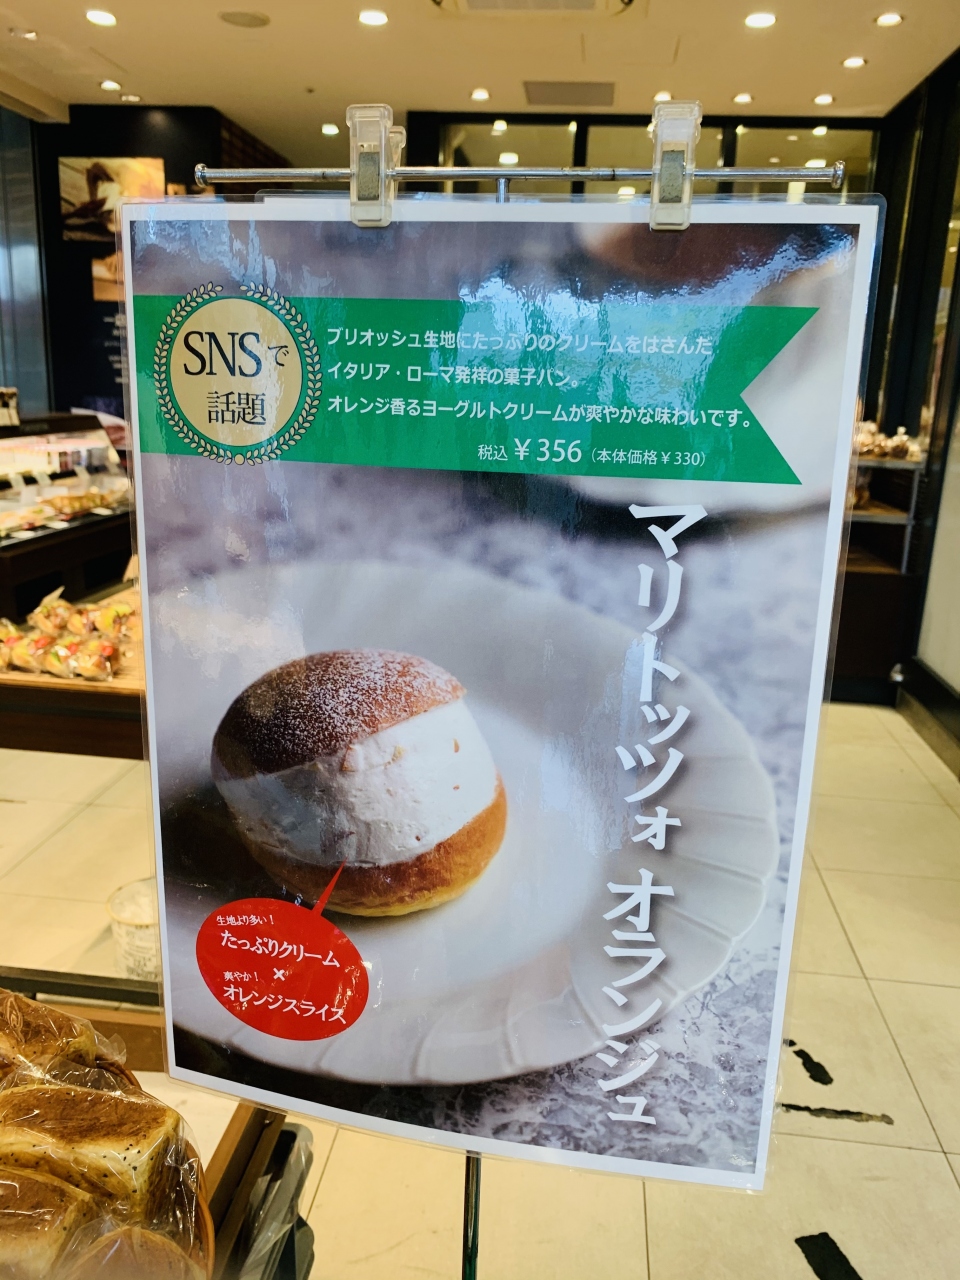 SNSで
話題
ブリオッシュ生地にたっぷりのクリームをはさんだ
イタリア・ローマ発祥の菓子パン。
オレンジ香るヨーグルトクリームが爽やかな味わいです。
税込￥356（本体価格￥330）
マリトッツォ オランジュ
生地より多い！
たっぷりクリーム
爽やか！ ×
オレンジスライス